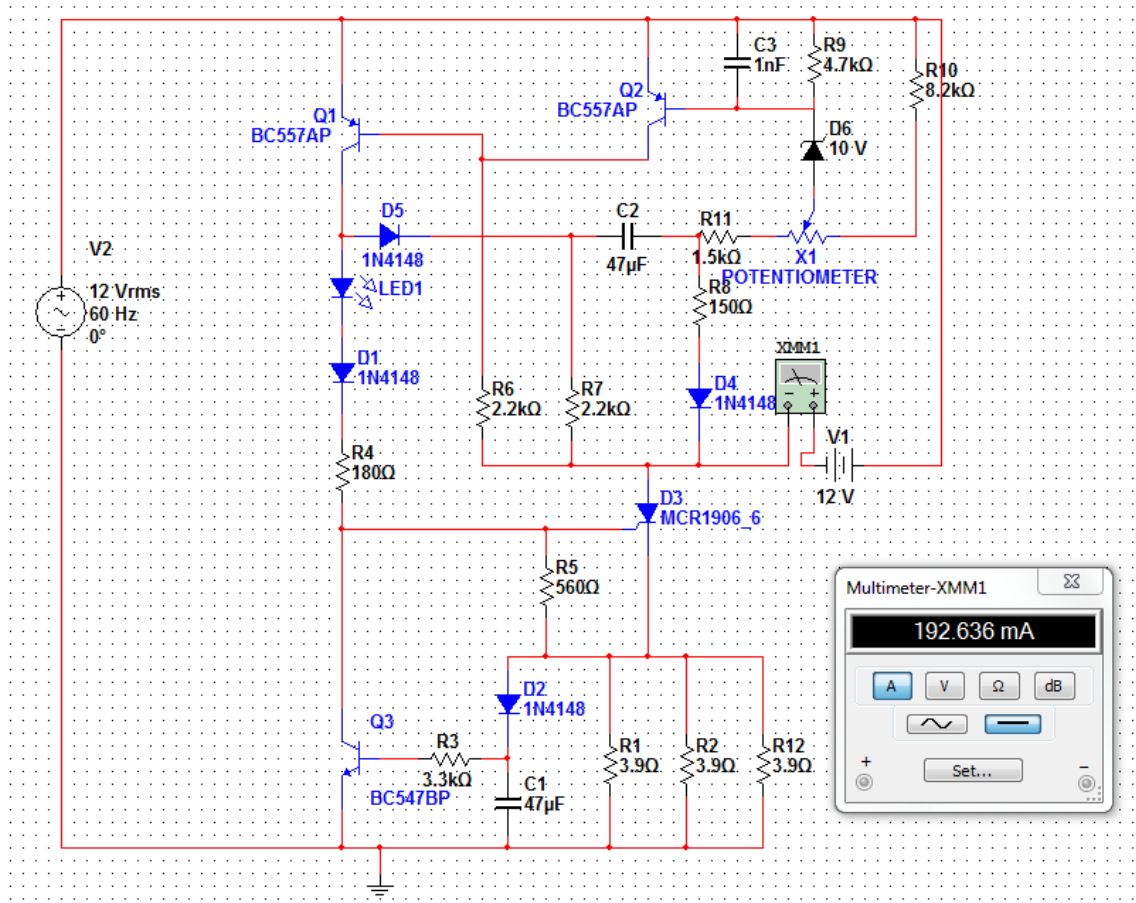 C3
1nF
R9
4.7kΩ
R10
8.2kΩ
Q2
BC557AP
Q1
BC557AP
D6
10 V
D5
1N4148
C2
47µF
R11
1.5kΩ
X1
POTENTIOMETER
V2
12 Vrms
60 Hz
0°
LED1
R8
150Ω
XMM1
D1
1N4148
R6
2.2kΩ
R7
2.2kΩ
D4
1N4148
V1
12 V
R4
180Ω
D3
MCR1906_6
R5
560Ω
Multimeter-XMM1
192.636 mA
A
V
Ω
dB
Set...
+
−
D2
1N4148
Q3
BC547BP
R3
3.3kΩ
C1
47µF
R1
3.9Ω
R2
3.9Ω
R12
3.9Ω